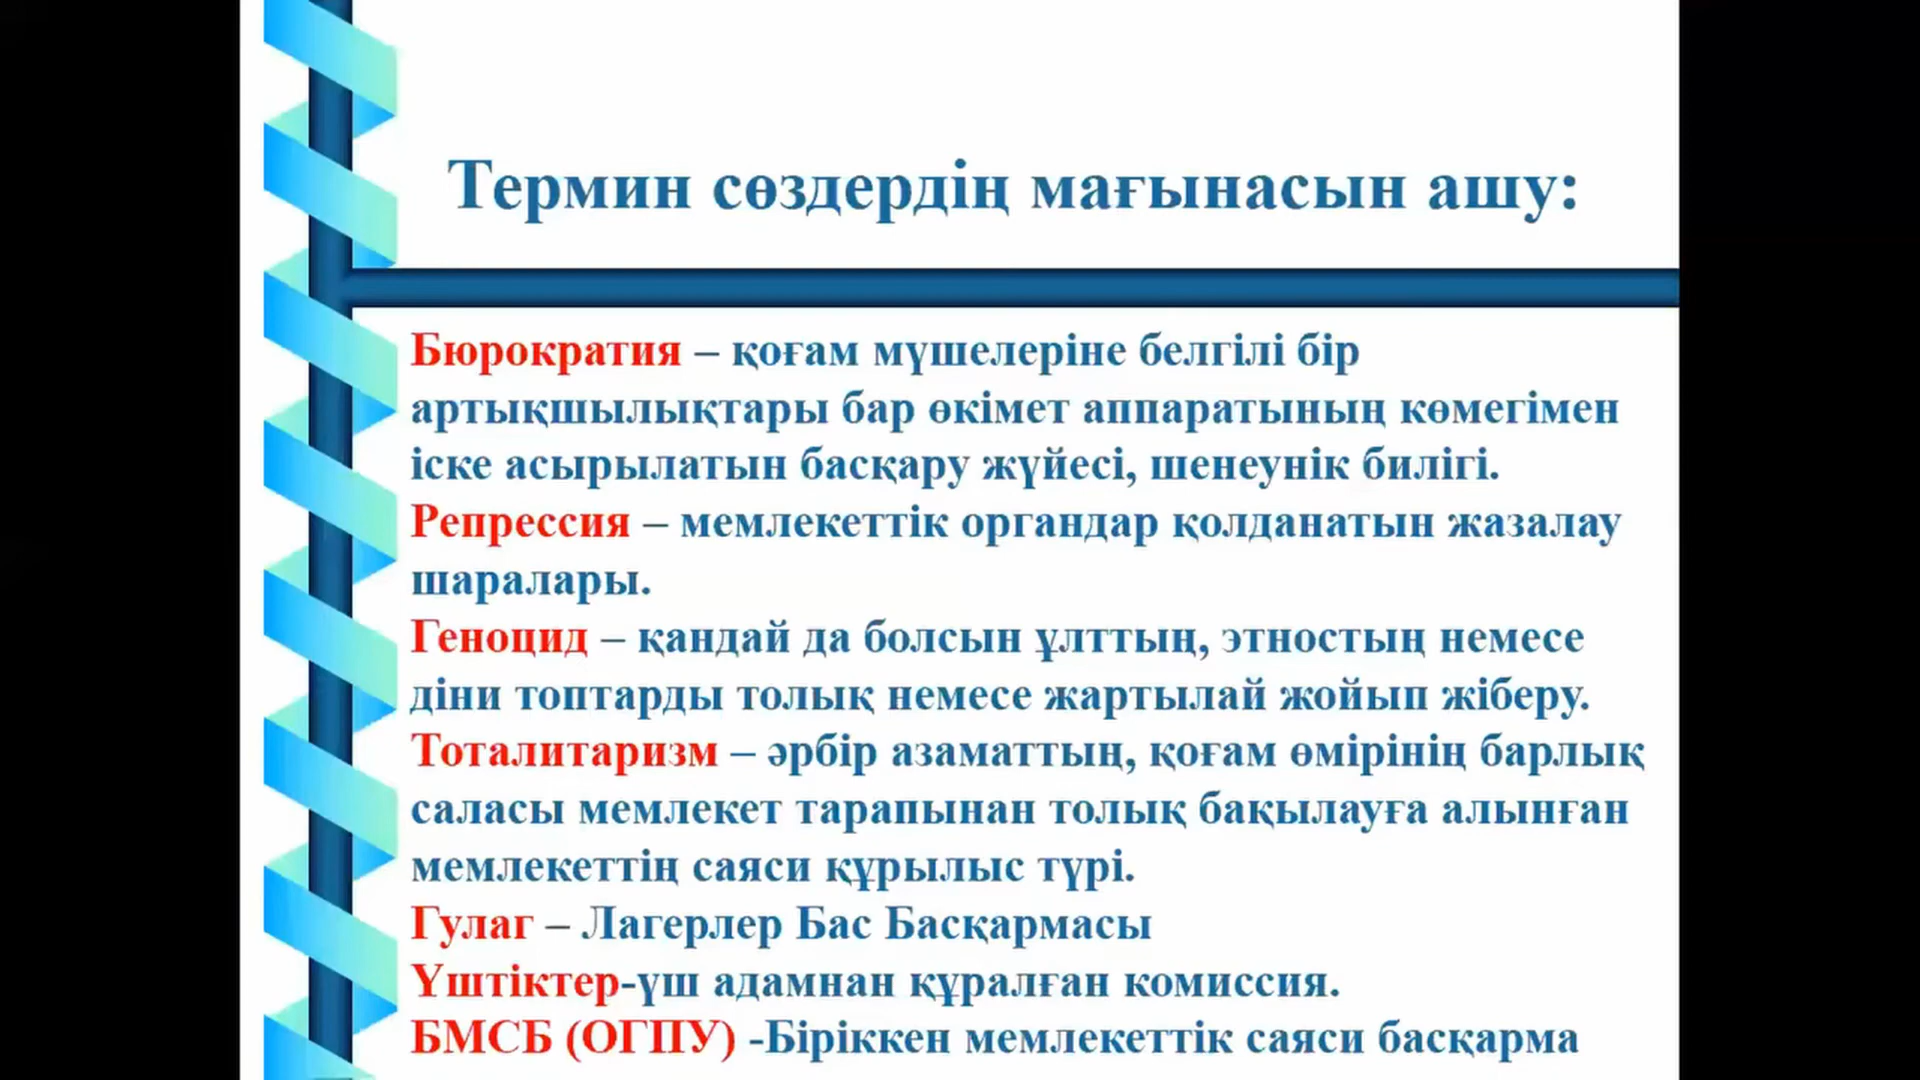 Термин сөздердің мағынасын ашу:
Бюрократия – қоғам мүшелеріне белгілі бір
артықшылықтары бар өкімет аппаратының көмегімен
іске асырылатын басқару жүйесі, шенеунік билігі.
Репрессия – мемлекеттік органдар қолданатын жазалау
шаралары.
Геноцид – қандай да болсын ұлттың, этностың немесе
діни топтарды толық немесе жартылай жойып жіберу.
Тоталитаризм – әрбір азаматтың, қоғам өмірінің барлық
саласы мемлекет тарапынан толық бақылауға алынған
мемлекеттің саяси құрылыс түрі.
Гулаг – Лагерлер Бас Басқармасы
Үштіктер-үш адамнан құралған комиссия.
БМСБ (ОГПУ) -Біріккен мемлекеттік саяси басқарма